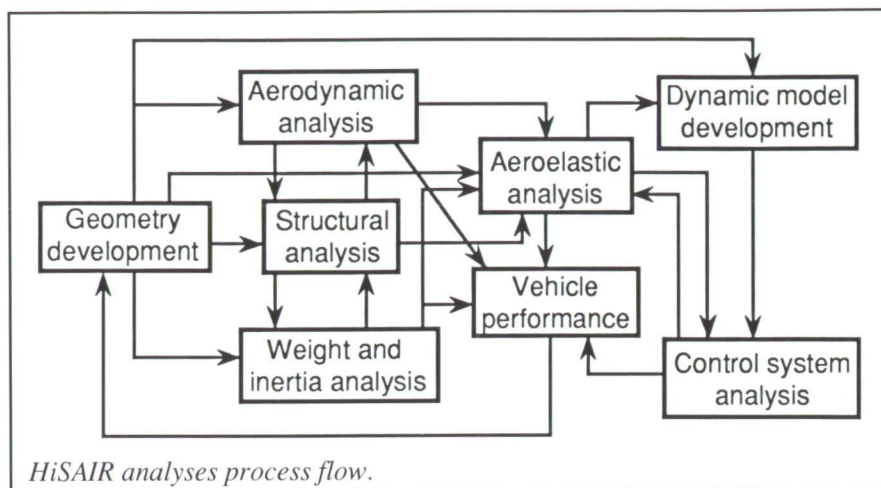 Aerodynamic
analysis
Dynamic model
development
Aeroelastic
analysis
Geometry
development
Structural
analysis
Vehicle
performance
Weight and
inertia analysis
Control system
analysis
HiSAIR analyses process flow.